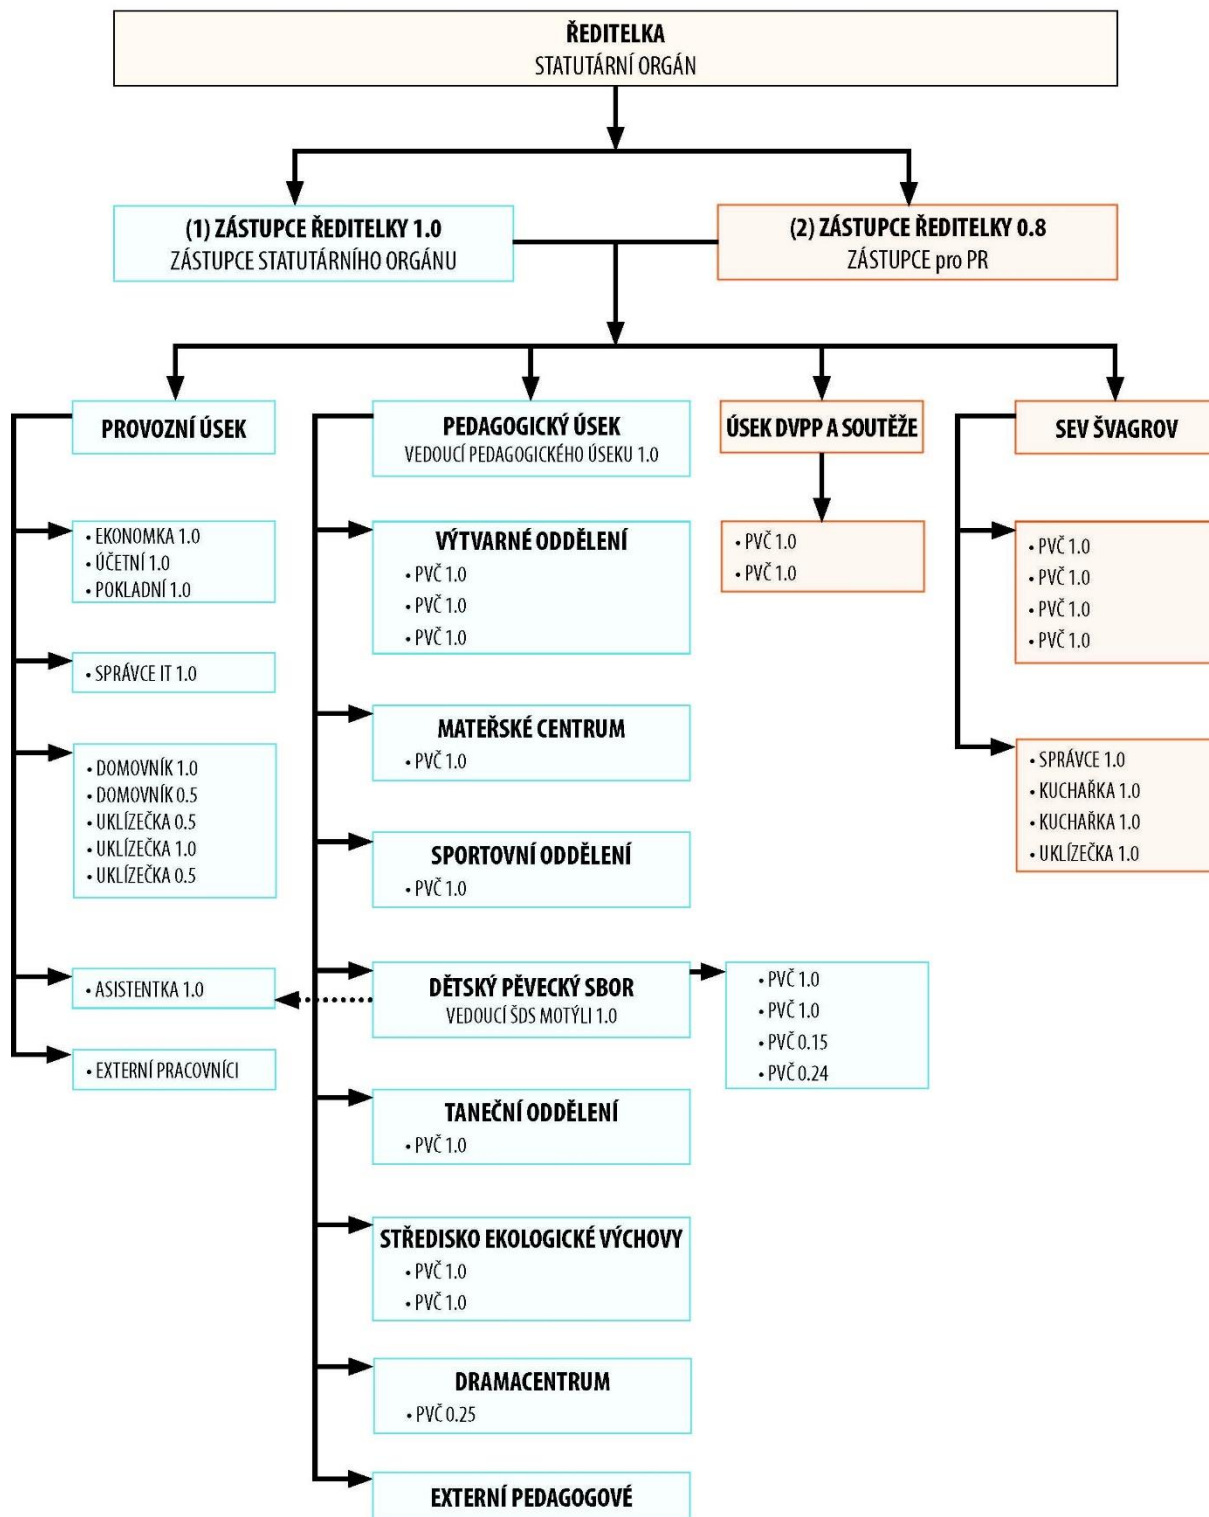 ŘEDITELKA
STATUTÁRNÍ ORGÁN
(1) ZÁSTUPCE ŘEDITELKY 1.0
ZÁSTUPCE STATUTÁRNÍHO ORGÁNU
(2) ZÁSTUPCE ŘEDITELKY 0.8
ZÁSTUPCE pro PR
PROVOZNÍ ÚSEK
• EKONOMKA 1.0
• ÚČETNÍ 1.0
• POKLADNÍ 1.0
• SPRÁVCE IT 1.0
• DOMOVNÍK 1.0
• DOMOVNÍK 0.5
• UKLÍZEČKA 0.5
• UKLÍZEČKA 1.0
• UKLÍZEČKA 0.5
• ASISTENTKA 1.0
• EXTERNÍ PRACOVNÍCI
PEDAGOGICKÝ ÚSEK
VEDOUCÍ PEDAGOGICKÉHO ÚSEKU 1.0
VÝTVARNÉ ODDĚLENÍ
• PVČ 1.0
• PVČ 1.0
• PVČ 1.0
MATEŘSKÉ CENTRUM
• PVČ 1.0
SPORTOVNÍ ODDĚLENÍ
• PVČ 1.0
DĚTSKÝ PĚVECKÝ SBOR
VEDOUCÍ ŠDS MOTÝLI 1.0
• PVČ 1.0
• PVČ 1.0
• PVČ 0.15
• PVČ 0.24
TANEČNÍ ODDĚLENÍ
• PVČ 1.0
STŘEDISKO EKOLOGICKÉ VÝCHOVY
• PVČ 1.0
• PVČ 1.0
DRAMACENTRUM
• PVČ 0.25
EXTERNÍ PEDAGOGOVÉ
ÚSEK DVPP A SOUTĚŽE
• PVČ 1.0
• PVČ 1.0
SEV ŠVAGROV
• PVČ 1.0
• PVČ 1.0
• PVČ 1.0
• PVČ 1.0
• SPRÁVCE 1.0
• KUCHAŘKA 1.0
• KUCHAŘKA 1.0
• UKLÍZEČKA 1.0